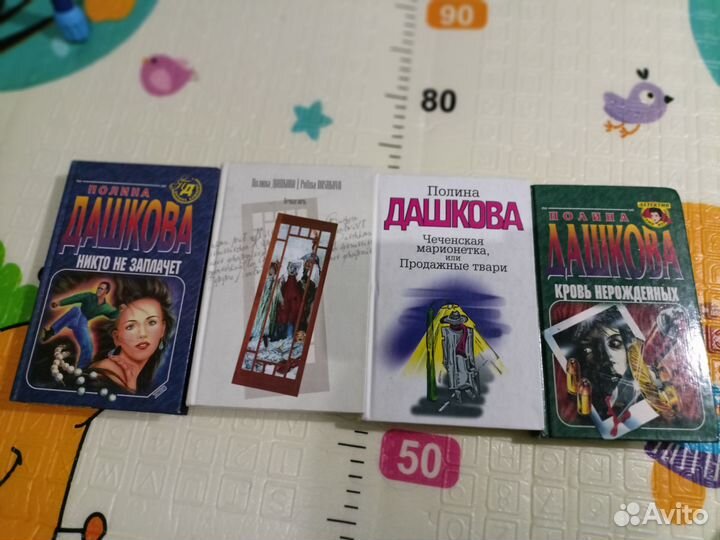 90
80
ПОЛИНА
ДАШКОВА
НИКТО НЕ ЗАПЛАЧЕТ
Полина Дашкова
Полина
ДАШКОВА
Чеченская
марионетка,
или
Продажные твари
ДЕТЕКТИВ
ПОЛИНА
ДАШКОВА
КРОВЬ НЕРОЖДЕННЫХ
50
Avito